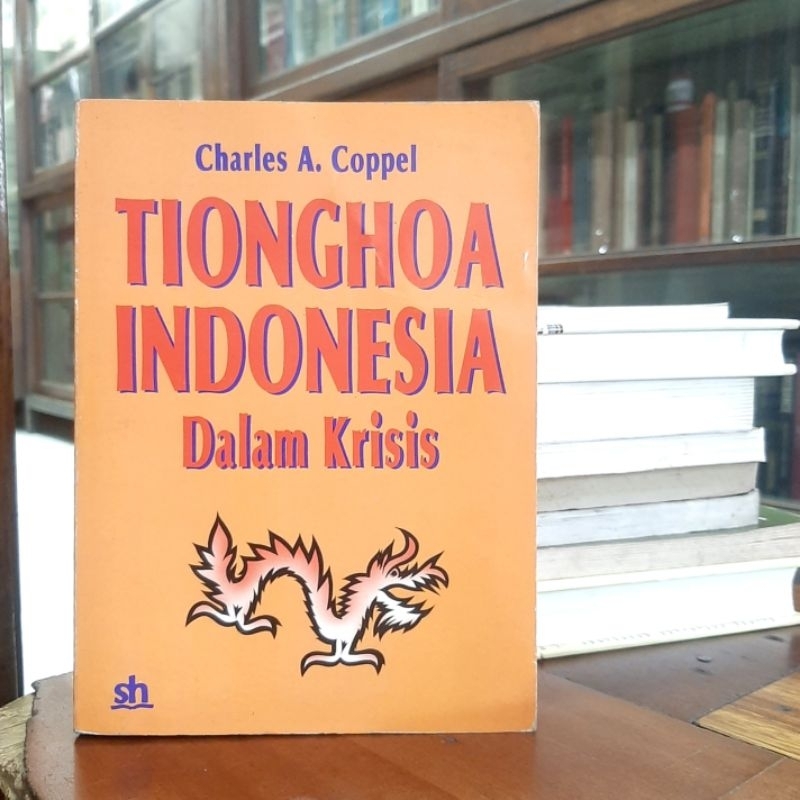 Charles A. Coppel
TIONGHOA
INDONESIA
Dalam Krisis
sh